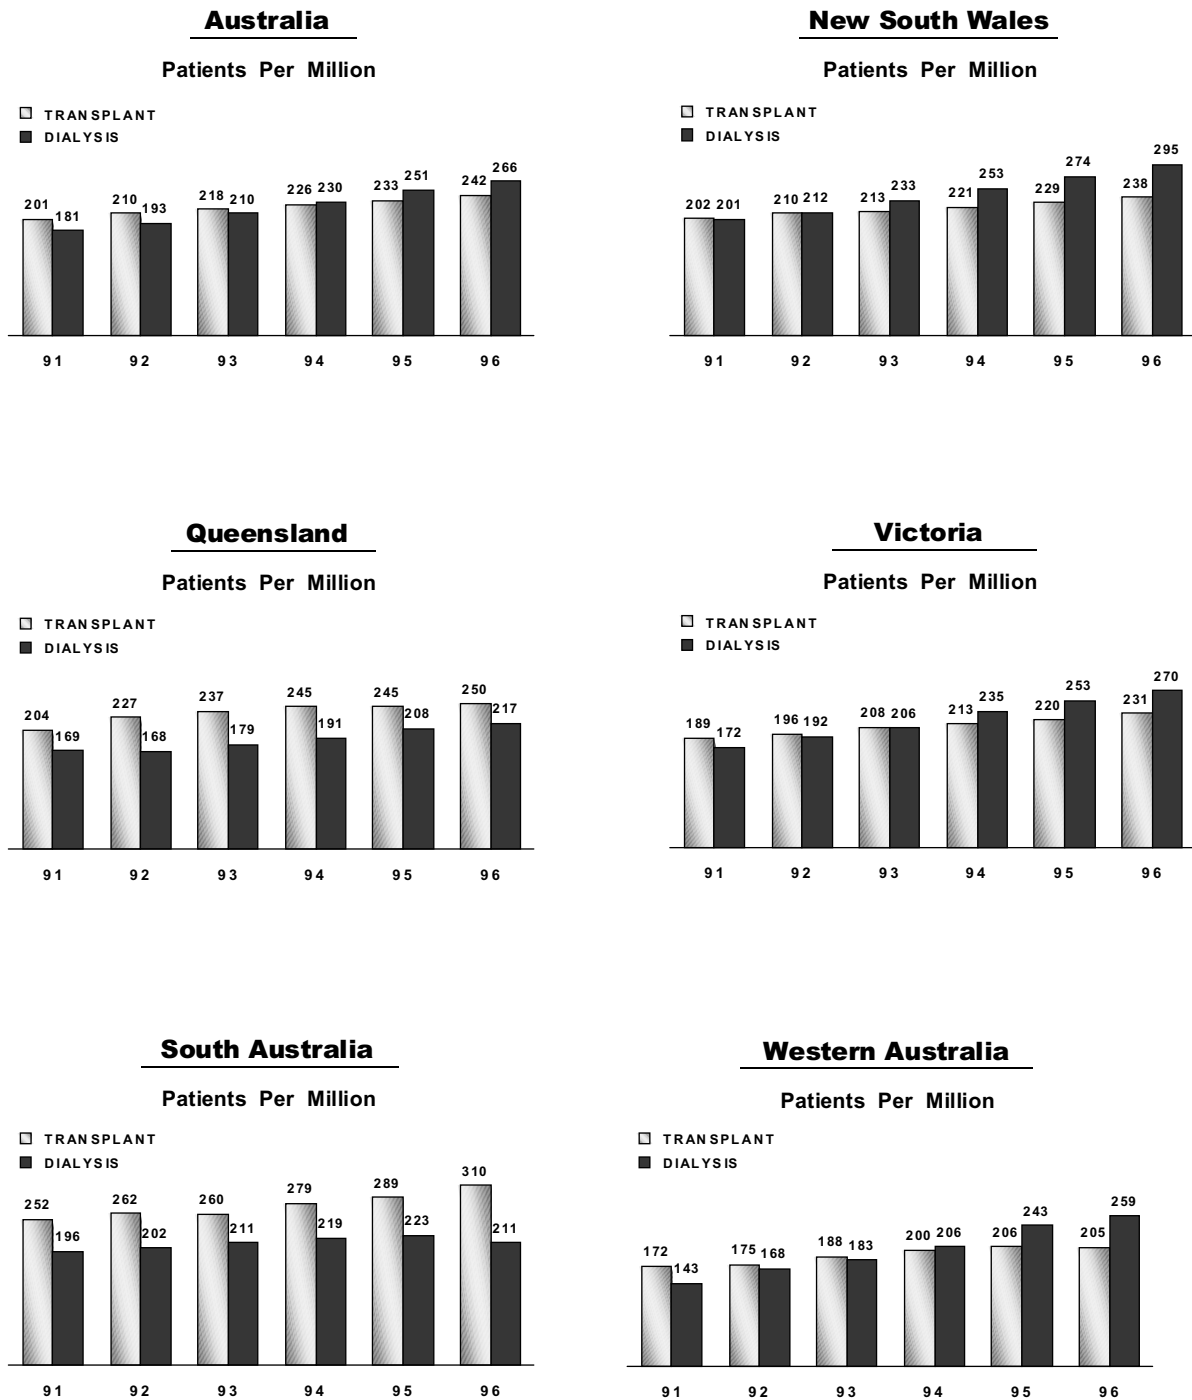 Australia
Patients Per Million
TRANSPLANT
DIALYSIS
201 181 210 193 218 210 226 230 233 251 242 266
91 92 93 94 95 96
New South Wales
Patients Per Million
TRANSPLANT
DIALYSIS
202 201 210 212 213 233 221 253 229 274 238 295
91 92 93 94 95 96
Queensland
Patients Per Million
TRANSPLANT
DIALYSIS
204 169 227 168 237 179 245 191 245 208 250 217
91 92 93 94 95 96
Victoria
Patients Per Million
TRANSPLANT
DIALYSIS
189 172 196 192 208 206 213 235 220 253 231 270
91 92 93 94 95 96
South Australia
Patients Per Million
TRANSPLANT
DIALYSIS
252 196 262 202 260 211 279 219 289 223 310 211
91 92 93 94 95 96
Western Australia
Patients Per Million
TRANSPLANT
DIALYSIS
172 143 175 168 188 183 200 206 206 243 205 259
91 92 93 94 95 96